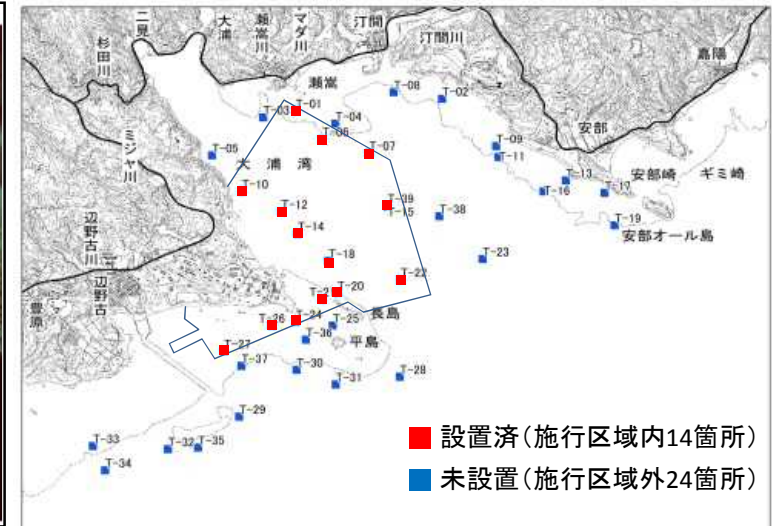 二見
杉田川
大浦
瀬嵩川
マダ川
汀間
汀間川
嘉陽
瀬嵩
T-08
T-02
T-01
T-03
T-04
T-06
T-07
T-09
T-11
安部
T-05
ミジャ川
大浦湾
T-10
T-12
T-39
T-15
T-38
T-13
T-16
T-17
安部崎
ギミ崎
T-19
安部オール島
T-14
T-18
T-23
T-22
T-20
辺野古川
辺野古
豊原
長島
T-24
T-25
T-26
T-36
平島
T-27
T-37
T-30
T-31
T-28
T-29
T-33
T-34
T-32
T-35
設置済(施行区域内14箇所)
未設置(施行区域外24箇所)